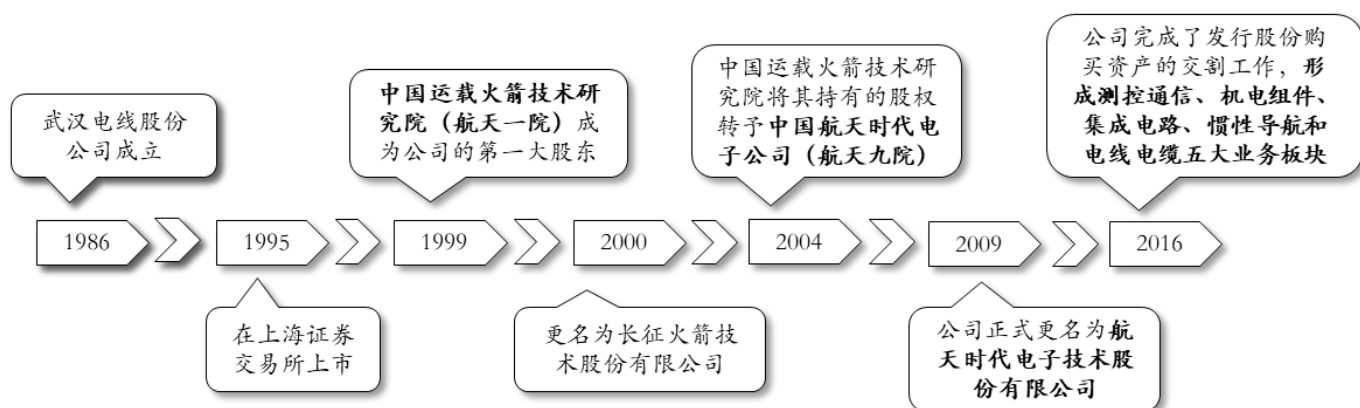 武汉电线股份
公司成立
中国运载火箭技术研
究院（航天一院）成
为公司的第一大股东
中国运载火箭技术研
究院将其持有的股权
转予中国航天时代电
子公司（航天九院）
公司完成了发行股份购
买资产的交割工作，形
成测控通信、机电组件、
集成电路、惯性导航和
电线电缆五大业务板块
1986
1995
1999
2000
2004
2009
2016
在上海证券
交易所上市
更名为长征火箭技
术股份有限公司
公司正式更名为航
天时代电子技术股
份有限公司